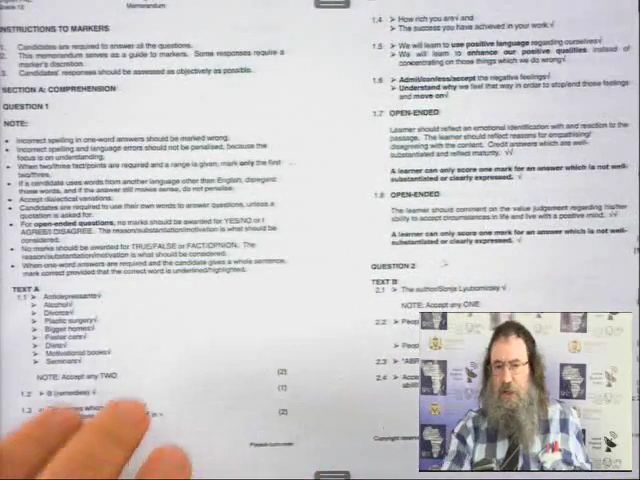 Memorandum
INSTRUCTIONS TO MARKERS
1. Candidates are required to answer all the questions.
2. This memorandum serves as a guide to markers. Some responses require a
marker's discretion.
3. Candidates' responses should be assessed as objectively as possible.
SECTION A: COMPREHENSION
QUESTION 1
NOTE:
• Incorrect spelling in one-word answers should be marked wrong.
• Incorrect spelling and language errors should not be penalised, because the
focus is on understanding.
• When two/three facts/points are required and a range is given, mark only the first
two/three.
• If a candidate uses words from another language other than English, disregard
those words, and if the answer still makes sense, do not penalise.
• Accept dialectical variations.
• Candidates are required to use their own words to answer questions, unless a
quotation is asked for.
• For open-ended questions, no marks should be awarded for YES/NO or I
AGREE/DISAGREE. The reason/substantiation/motivation is what should be
considered.
• No marks should be awarded for TRUE/FALSE or FACT/OPINION. The
reason/substantiation/motivation is what should be considered.
• When one-word answers are required and the candidate gives a whole sentence,
mark correct provided that the correct word is underlined/highlighted.
TEXT A
1.1 ➢ Antidepressants√
➢ Alcohol√
➢ Divorce√
➢ Plastic surgery√
➢ Bigger homes√
➢ Faster cars√
➢ Diets√
➢ Motivational books√
➢ Seminars√
NOTE: Accept any TWO (2)
1.2 ➢ B (remedies) √ (1)
1.3 (2)
Please turn over
1.4 ➢ How rich you are√ and
➢ The success you have achieved in your work.√
1.5 ➢ We will learn to use positive language regarding ourselves√
➢ We will learn to enhance our positive qualities instead of
concentrating on those things which we do wrong√
1.6 ➢ Admit/confess/accept the negative feelings√
➢ Understand why we feel that way in order to stop/end those feelings
and move on√
1.7 OPEN-ENDED
Learner should reflect an emotional identification with and reaction to the
passage. The learner should reflect reasons for empathising/
disagreeing with the content. Credit answers which are well-
substantiated and reflect maturity. √√
A learner can only score one mark for an answer which is not well-
substantiated or clearly expressed.
1.8 OPEN-ENDED
The learner should comment on the value judgement regarding his/her
ability to accept circumstances in life and live with a positive mind. √√
A learner can only score one mark for an answer which is not well-
substantiated or clearly expressed.
QUESTION 2
TEXT B
2.1 ➢ The author/Sonja Lyubomirsky √
NOTE: Accept any ONE
2.2 ➢
2.3 ➢
2.4 ➢
Copyright reserved